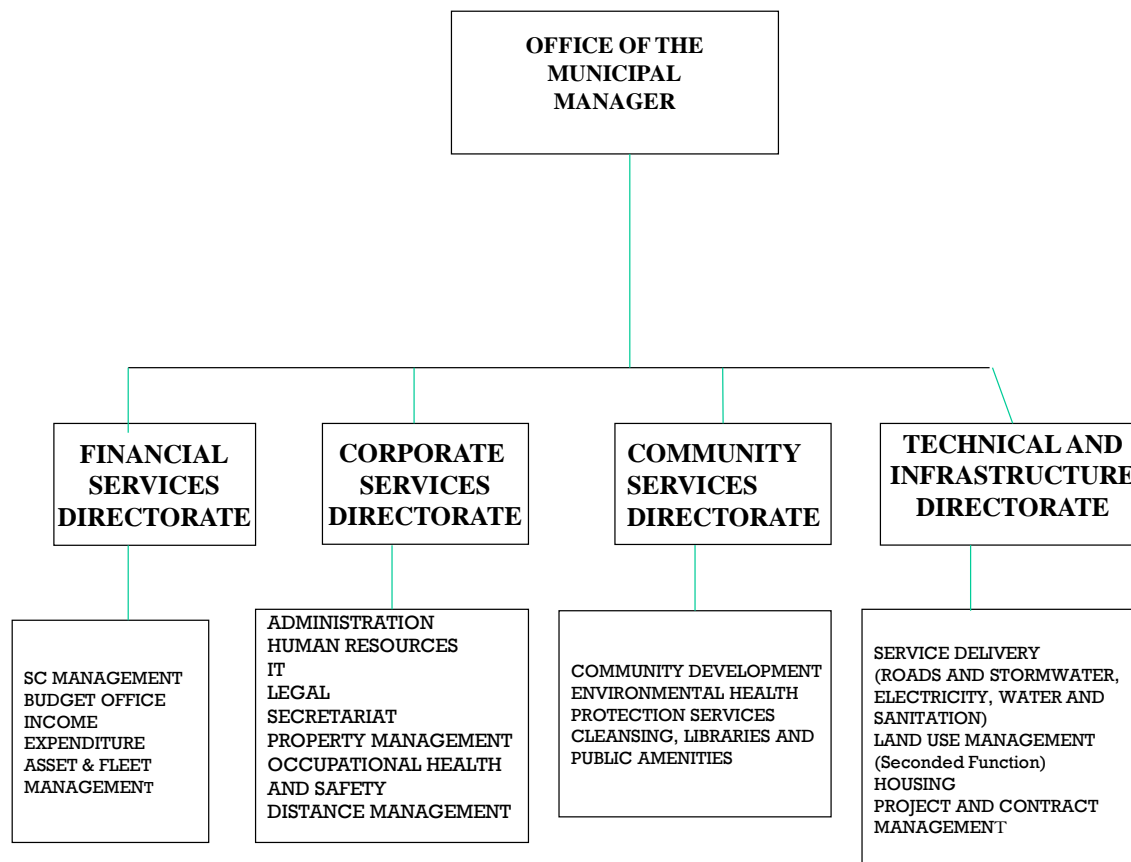 OFFICE OF THE
MUNICIPAL
MANAGER
FINANCIAL
SERVICES
DIRECTORATE
CORPORATE
SERVICES
DIRECTORATE
COMMUNITY
SERVICES
DIRECTORATE
TECHNICAL AND
INFRASTRUCTURE
DIRECTORATE
SC MANAGEMENT
BUDGET OFFICE
INCOME
EXPENDITURE
ASSET & FLEET
MANAGEMENT
ADMINISTRATION
HUMAN RESOURCES
IT
LEGAL
SECRETARIAT
PROPERTY MANAGEMENT
OCCUPATIONAL HEALTH
AND SAFETY
DISTANCE MANAGEMENT
COMMUNITY DEVELOPMENT
ENVIRONMENTAL HEALTH
PROTECTION SERVICES
CLEANSING, LIBRARIES AND
PUBLIC AMENITIES
SERVICE DELIVERY
(ROADS AND STORMWATER,
ELECTRICITY, WATER AND
SANITATION)
LAND USE MANAGEMENT
(Seconded Function)
HOUSING
PROJECT AND CONTRACT
MANAGEMENT